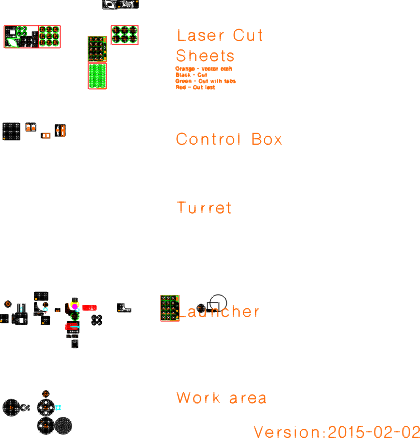 Laser Cut
Sheets
Orange - vector etch
Black - Cut
Green - Cut with tabs
Red - Cut last
Control Box
Turret
Launcher
Work area
Version:2015-02-02